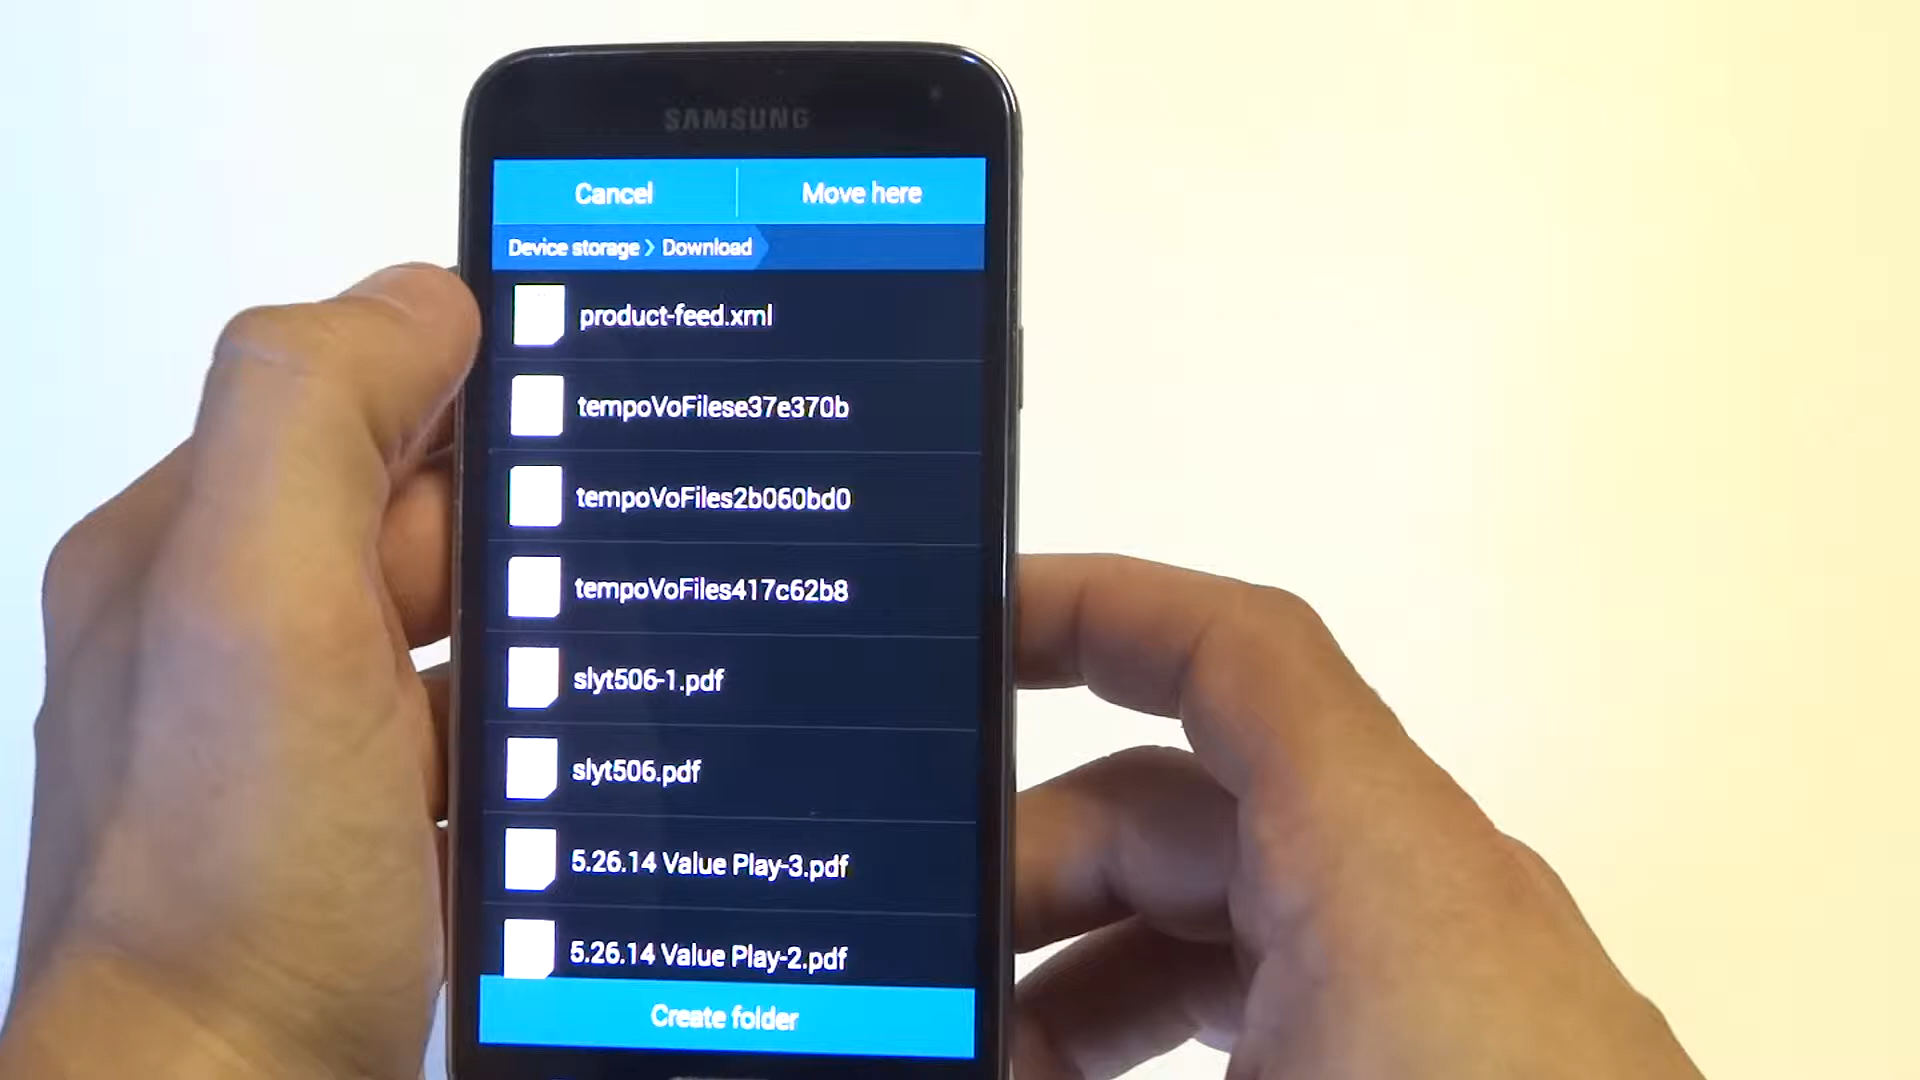 SAMSUNG
Cancel
Move here
Device storage > Download
product-feed.xml
tempoVoFilese37e370b
tempoVoFiles2b060bd0
tempoVoFiles417c62b8
slyt506-1.pdf
slyt506.pdf
5.26.14 Value Play-3.pdf
5.26.14 Value Play-2.pdf
Create folder